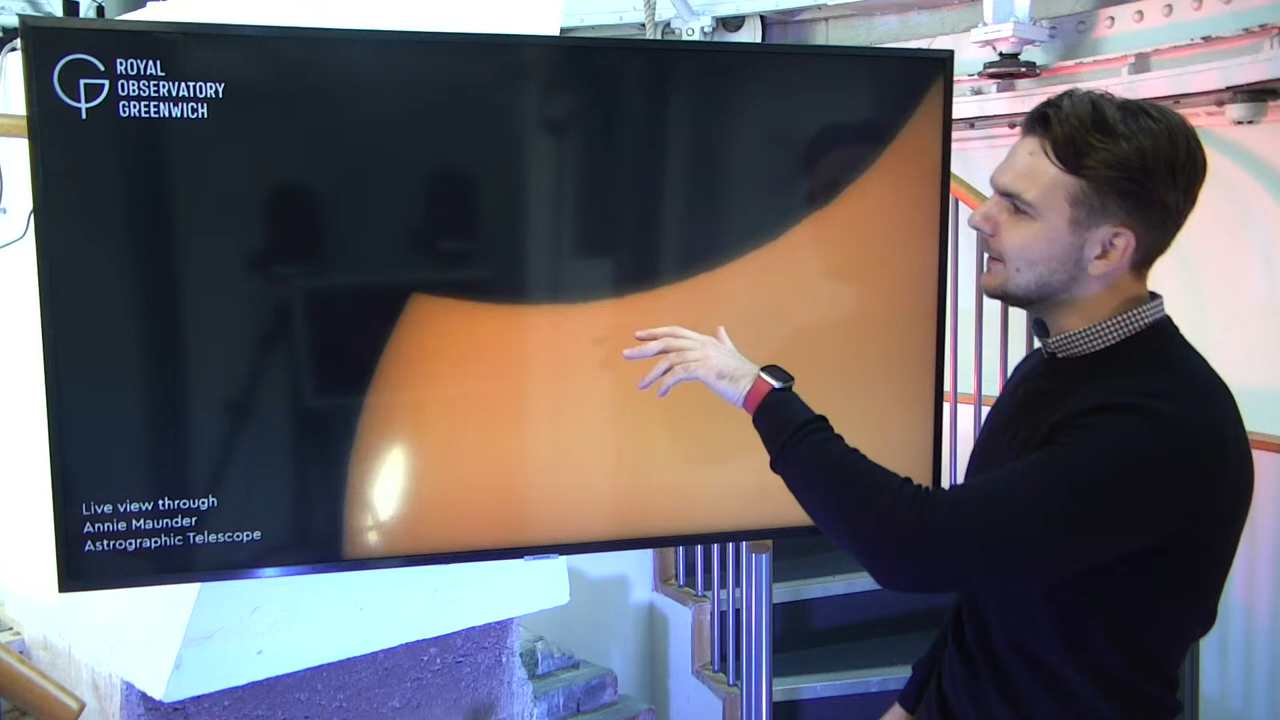 ROYAL
OBSERVATORY
GREENWICH
Live view through
Annie Maunder
Astrographic Telescope